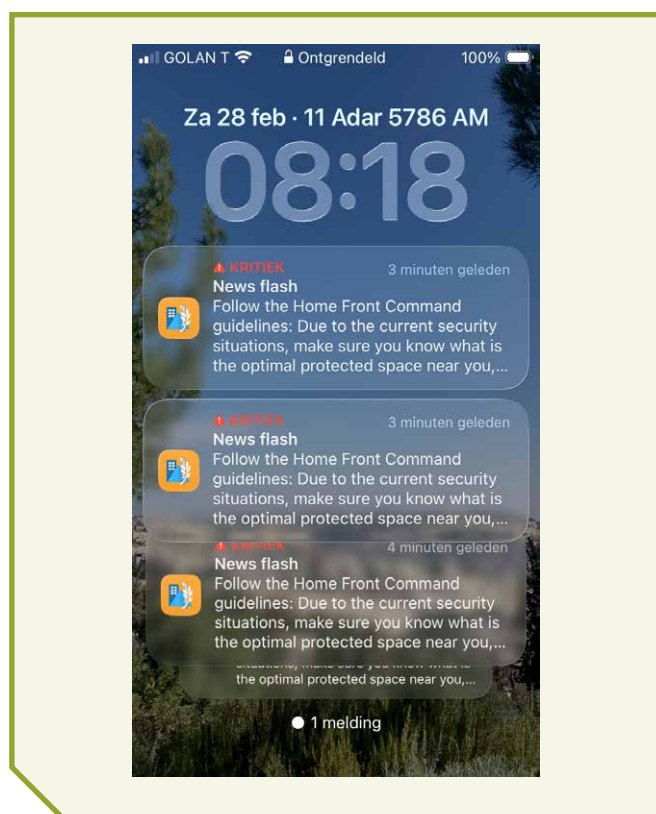 GOLAN T
Ontgrendeld
100%
Za 28 feb · 11 Adar 5786 AM
08:18
KRITIEK
3 minuten geleden
News flash
Follow the Home Front Command
guidelines: Due to the current security
situations, make sure you know what is
the optimal protected space near you,...
KRITIEK
3 minuten geleden
News flash
Follow the Home Front Command
guidelines: Due to the current security
situations, make sure you know what is
the optimal protected space near you,...
KRITIEK
4 minuten geleden
News flash
Follow the Home Front Command
guidelines: Due to the current security
situations, make sure you know what is
the optimal protected space near you,...
situations, make sure you know what is
the optimal protected space near you,...
1 melding